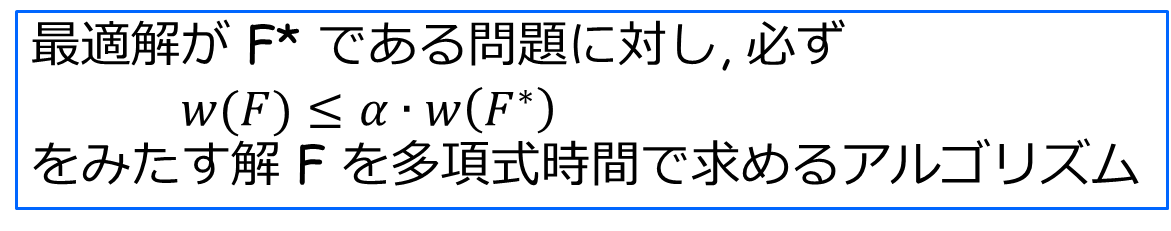 最適解が F* である問題に対し, 必ず
w(F) ≤ α · w(F*)
をみたす解 F を多項式時間で求めるアルゴリズム